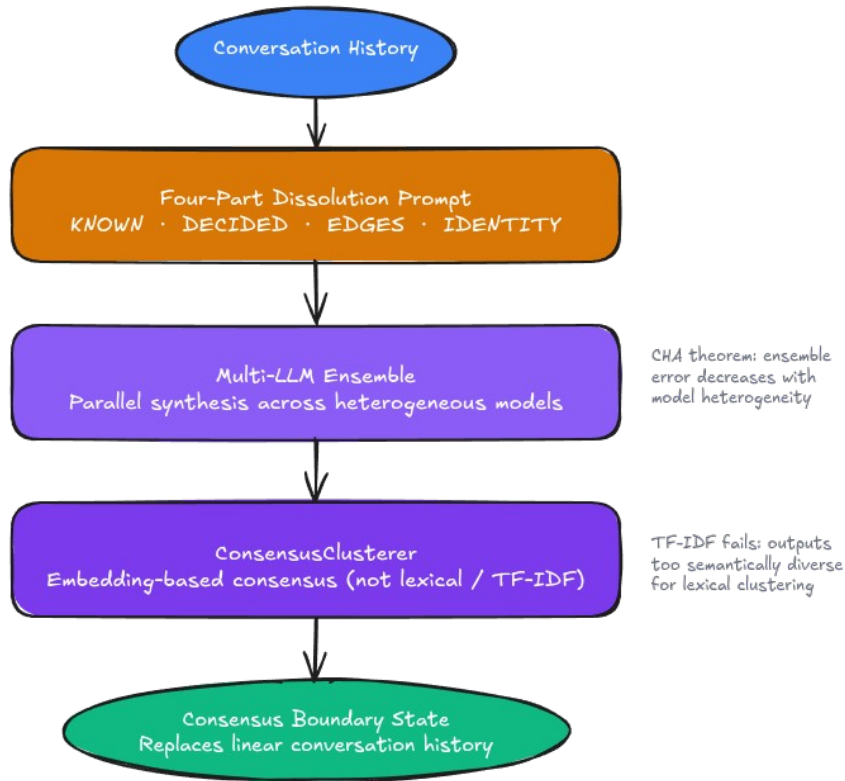 Conversation History
Four-Part Dissolution Prompt
KNOWN · DECIDED · EDGES · IDENTITY
Multi-LLM Ensemble
Parallel synthesis across heterogeneous models
CHA theorem: ensemble
error decreases with
model heterogeneity
ConsensusClusterer
Embedding-based consensus (not lexical / TF-IDF)
TF-IDF fails: outputs
too semantically diverse
for lexical clustering
Consensus Boundary State
Replaces linear conversation history